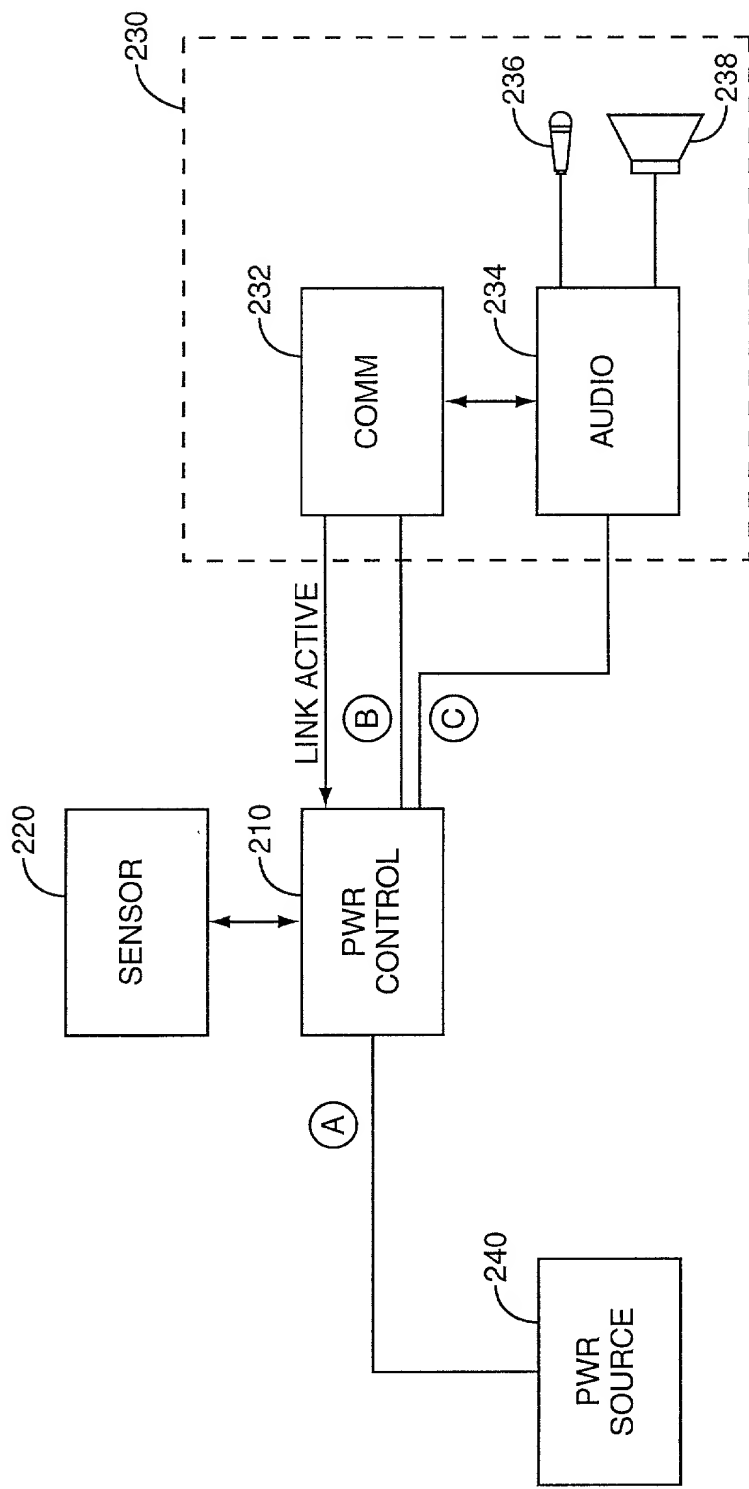 230
220
SENSOR
210
PWR
CONTROL
LINK ACTIVE
232
COMM
236
238
A
B
C
234
AUDIO
240
PWR
SOURCE